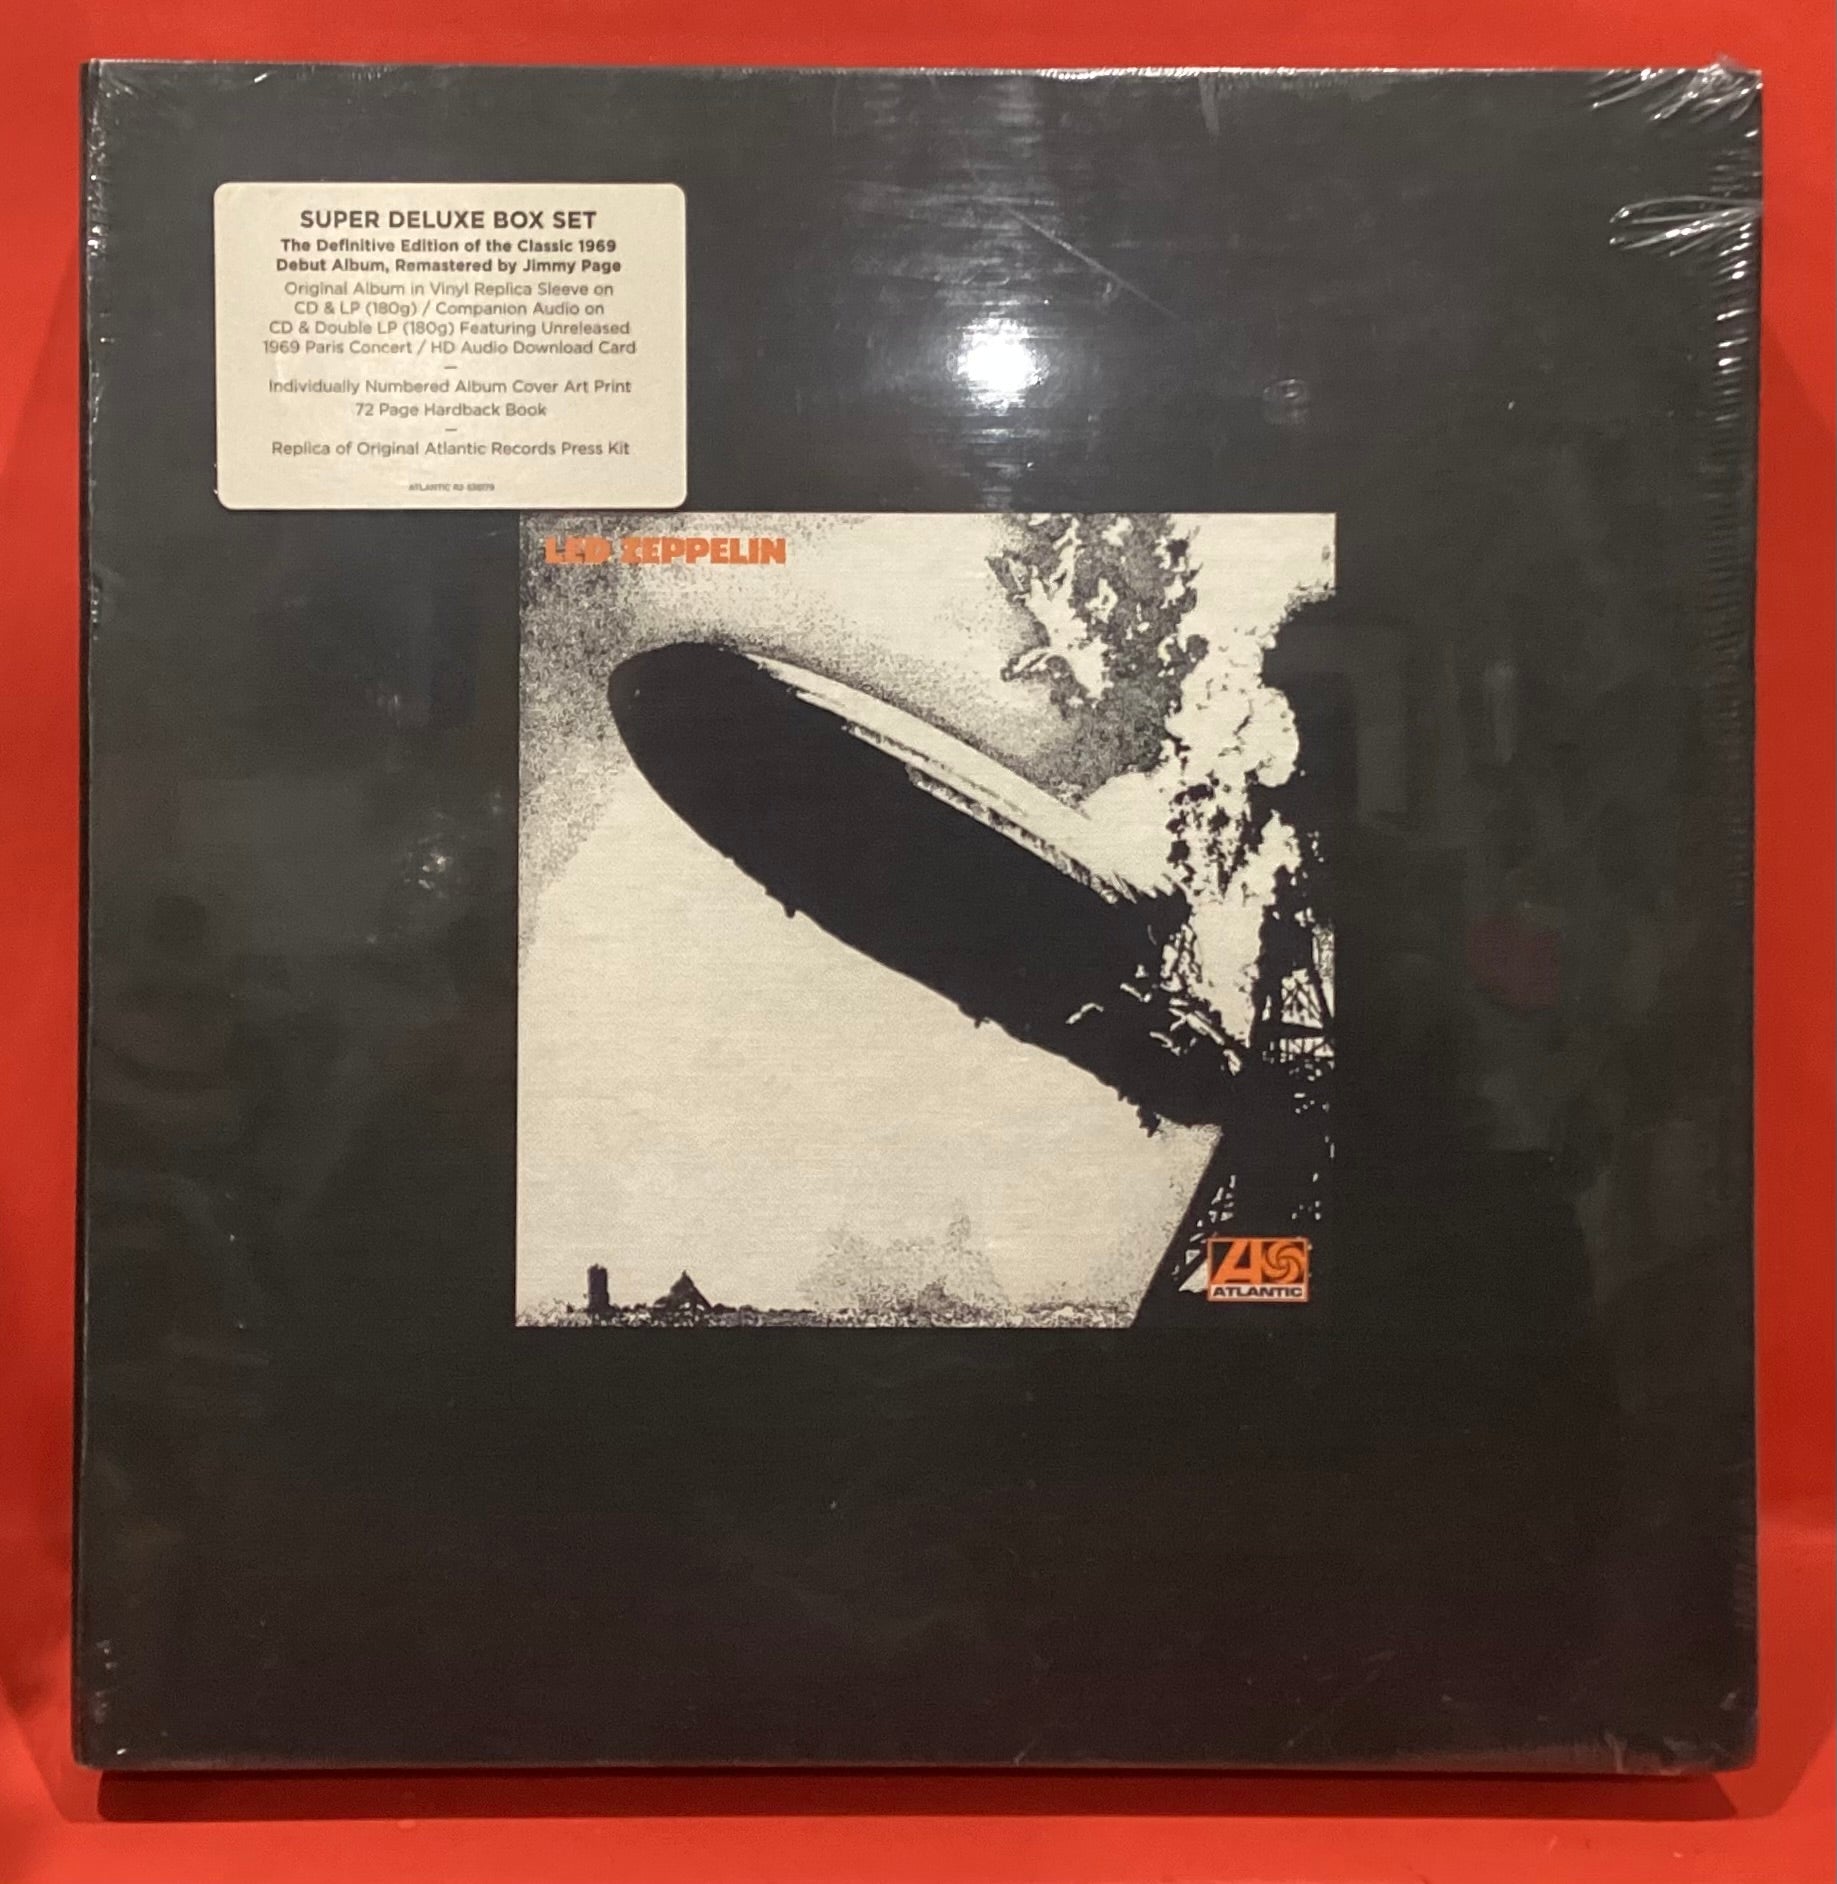 SUPER DELUXE BOX SET
The Definitive Edition of the Classic 1969
Debut Album, Remastered by Jimmy Page
Original Album in Vinyl Replica Sleeve on
CD & LP (180g) / Companion Audio on
CD & Double LP (180g) Featuring Unreleased
1969 Paris Concert / HD Audio Download Card
—
Individually Numbered Album Cover Art Print
72 Page Hardback Book
—
Replica of Original Atlantic Records Press Kit
ATLANTIC
LED ZEPPELIN
ATLANTIC